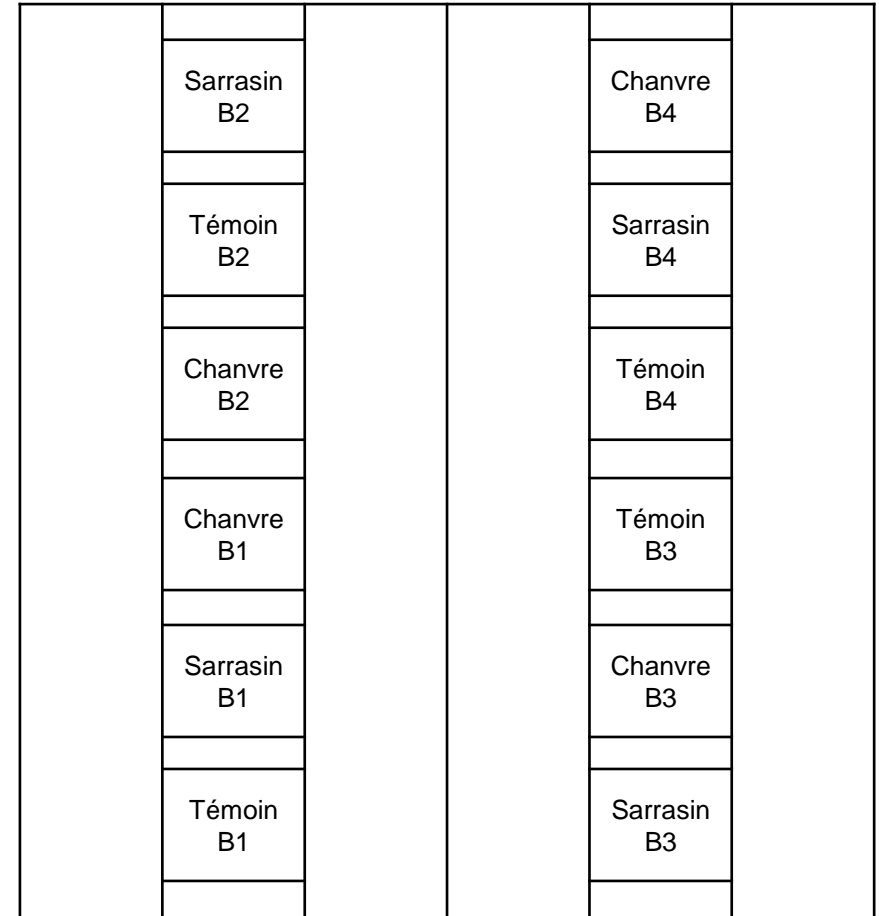 Sarrasin
B2
Chanvre
B4
Témoin
B2
Sarrasin
B4
Chanvre
B2
Témoin
B4
Chanvre
B1
Témoin
B3
Sarrasin
B1
Chanvre
B3
Témoin
B1
Sarrasin
B3